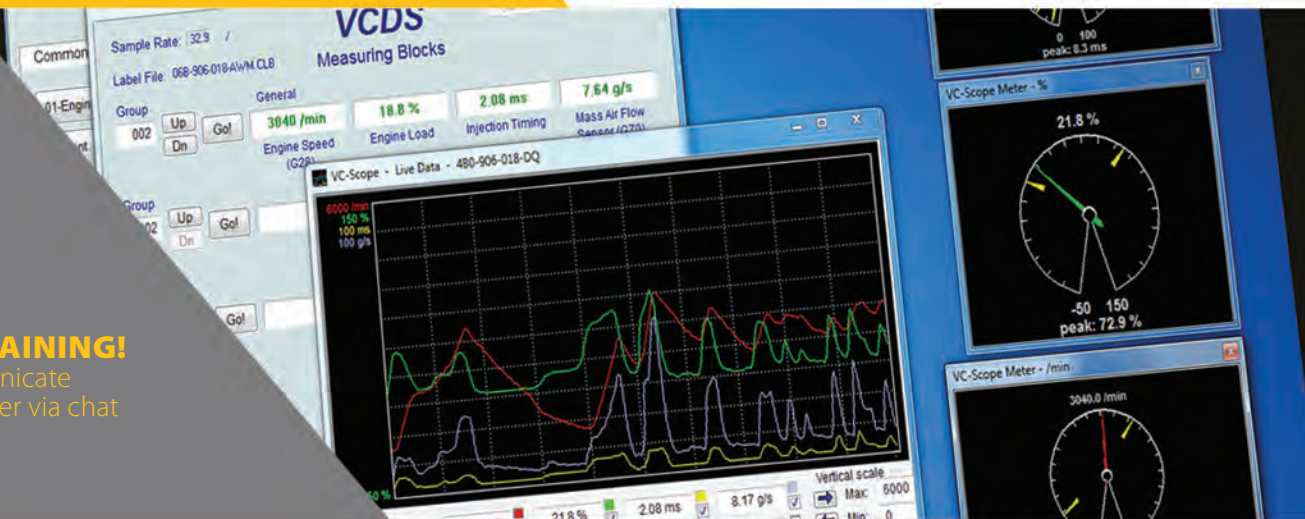 VCDS
Measuring Blocks
Sample Rate: 32.9 /
Label File: 06B-906-018-AWM.CLB
Common
01-Engin
Group
002
Up
Dn
Go!
General
3040 /min
Engine Speed
(G28)
18.8 %
Engine Load
2.08 ms
Injection Timing
7.64 g/s
Mass Air Flow
Sensor (G70)
Group
Up
Dn
Go!
Go!
VC-Scope - Live Data - 4B0-906-018-DQ
6000 /min
150 %
100 ms
100 g/s
21.8 %
2.08 ms
8.17 g/s
Vertical scale
Max: 6000
Min: 0
0 100
peak: 8.3 ms
VC-Scope Meter - %
21.8 %
-50 150
peak: 72.9 %
VC-Scope Meter - /min
3040.0 /min
AINING!
nicate
er via chat